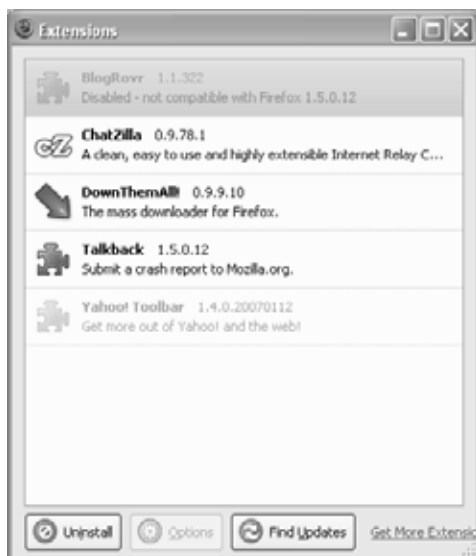 Extensions
BlogRovr 1.1.322
Disabled - not compatible with Firefox 1.5.0.12
ChatZilla 0.9.78.1
A clean, easy to use and highly extensible Internet Relay C...
DownThemAll! 0.9.9.10
The mass downloader for Firefox.
Talkback 1.5.0.12
Submit a crash report to Mozilla.org.
Yahoo! Toolbar 1.4.0.20070112
Get more out of Yahoo! and the web!
Uninstall Options Find Updates Get More Extensio